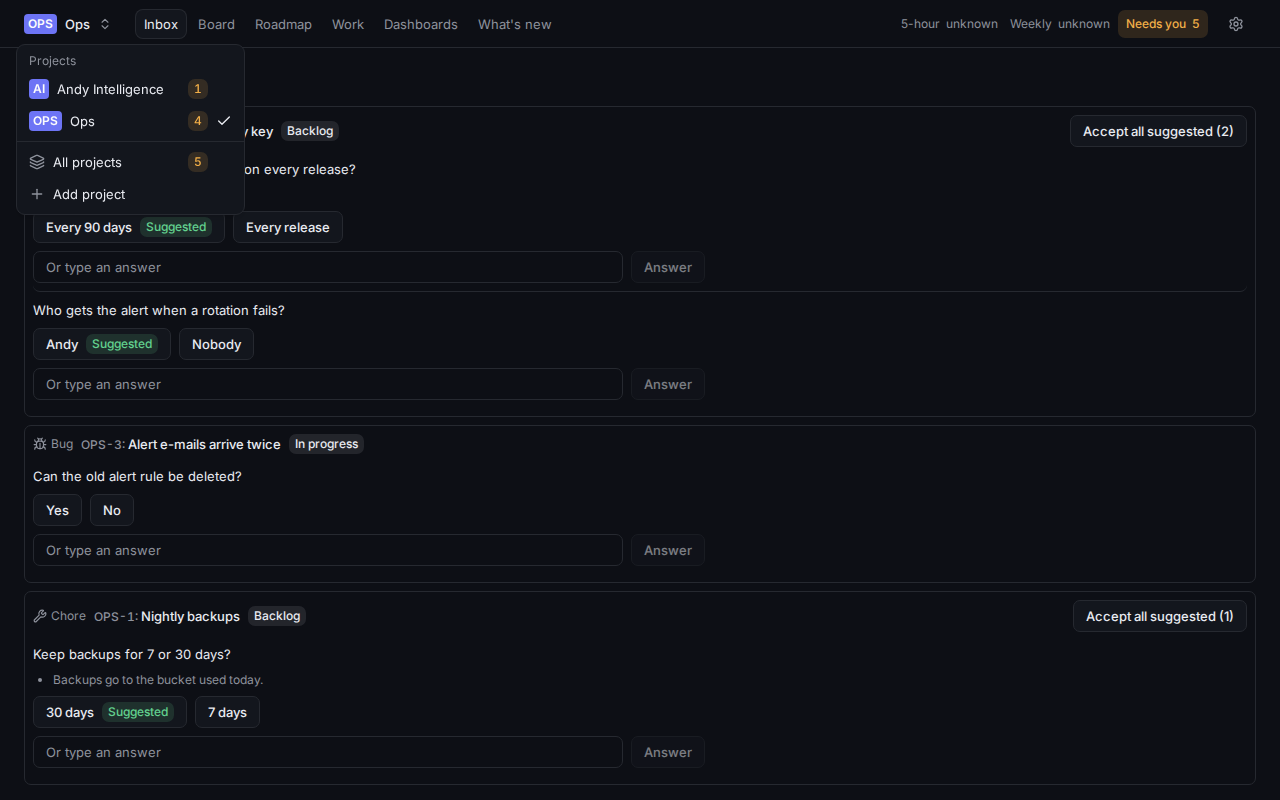 OPS Ops Inbox Board Roadmap Work Dashboards What's new 5-hour unknown Weekly unknown Needs you 5
Projects
AI Andy Intelligence 1
OPS Ops 4
All projects 5
Add project
key Backlog Accept all suggested (2)
on every release?
Every 90 days Suggested Every release
Or type an answer Answer
Who gets the alert when a rotation fails?
Andy Suggested Nobody
Or type an answer Answer
Bug OPS-3: Alert e-mails arrive twice In progress
Can the old alert rule be deleted?
Yes No
Or type an answer Answer
Chore OPS-1: Nightly backups Backlog Accept all suggested (1)
Keep backups for 7 or 30 days?
• Backups go to the bucket used today.
30 days Suggested 7 days
Or type an answer Answer